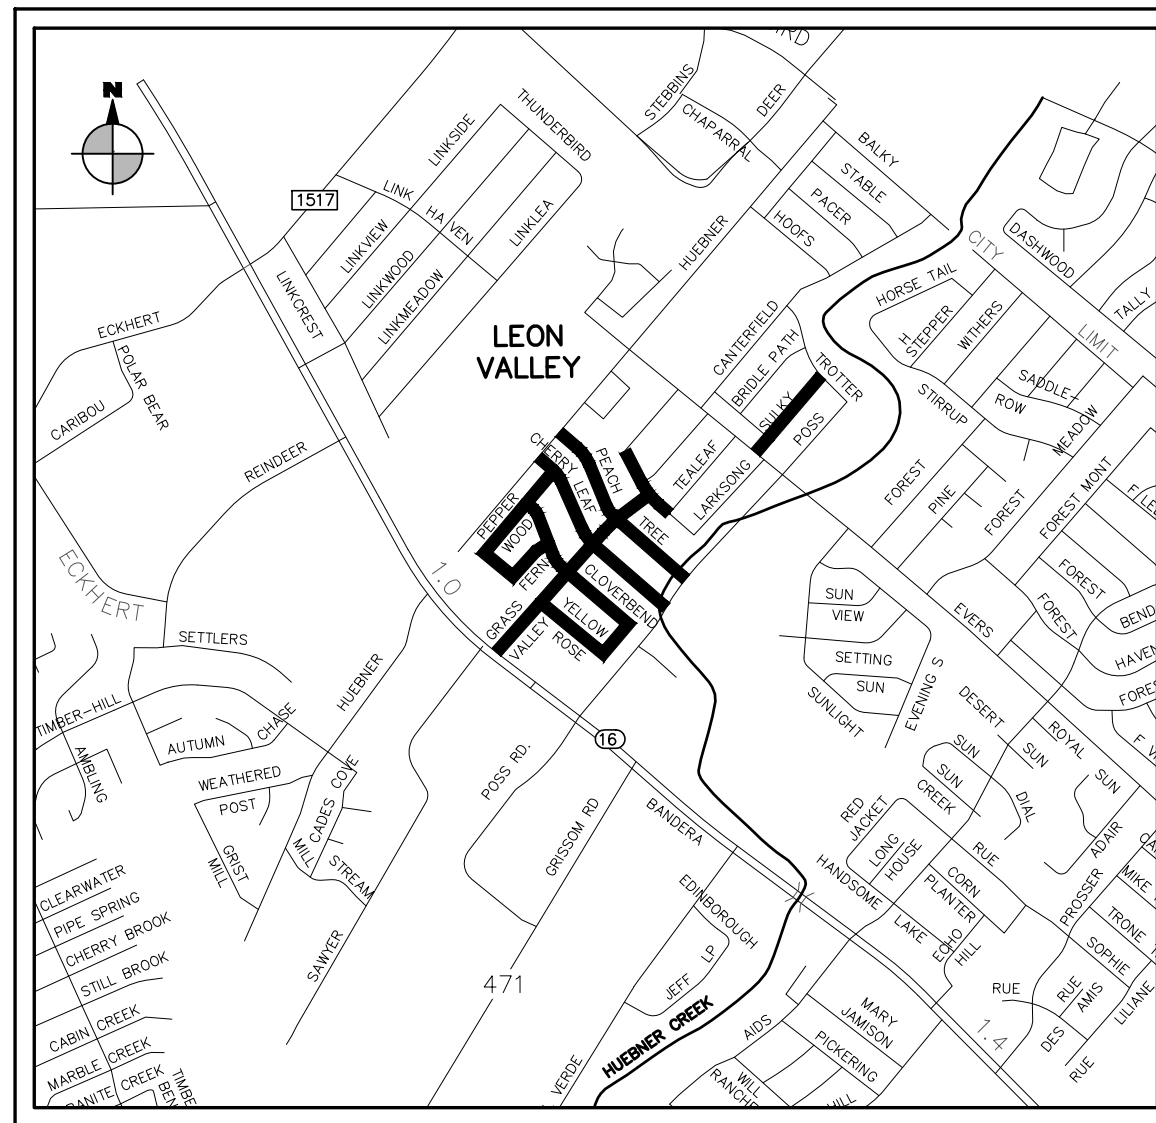 N
1517
LINKSIDE
THUNDERBIRD
STEBBINS
CHAPARRAL
DEER
BALKY
STABLE
PACER
HOOFS
HUEBNER
LINK HAVEN
LINKLEA
LINKVIEW
LINKWOOD
LINKMEADOW
LINKCREST
ECKHERT
POLAR BEAR
CARIBOU
REINDEER
LEON
VALLEY
CITY LIMIT
DASHWOOD
TALLY
HORSE TAIL
H STEPPER
WITHERS
CANTERFIELD
BRIDLE PATH
TROTTER
SULKY
POSS
STIRRUP
SADDLE-
ROW
MEADOW
CHERRY LEAF
PEACH
TREE
TEALEAF
LARKSONG
PEPPER
WOOD
FERN
GRASS
VALLEY
YELLOW
ROSE
CLOVERBEND
FOREST
PINE
FOREST
FOREST MONT
FOREST
FOREST
BEND
HAVEN
ECKHERT
1.0
SUN
VIEW
SETTING
SUN
SUNLIGHT
EVENING S
EVERS
DESERT
SUN
ROYAL
SUN
SETTLERS
HUEBNER
TIMBER-HILL
AMBLING
AUTUMN
CHASE
WEATHERED
POST
CADES COVE
GRIST
MILL
MILL
STREAM
SAWYER
POSS RD.
GRISSOM RD
16
BANDERA
SUN
SUN
DIAL
CREEK
RED
JACKET
LONG
HOUSE
HANDSOME
LAKE
CORN
PLANTER
ECHO
HILL
RUE
ADAIR
PROSSER
MIKE
TRONE
SOPHIE
LILIANE
RUE
AMIS
RUE
DES
RUE
CLEARWATER
PIPE SPRING
CHERRY BROOK
STILL BROOK
CABIN CREEK
MARBLE CREEK
ANITE CREEK
471
EDINBOROUGH
JEFF LP
HUEBNER CREEK
VERDE
AIDS
MARY
JAMISON
PICKERING
WILL
HILL
1.4